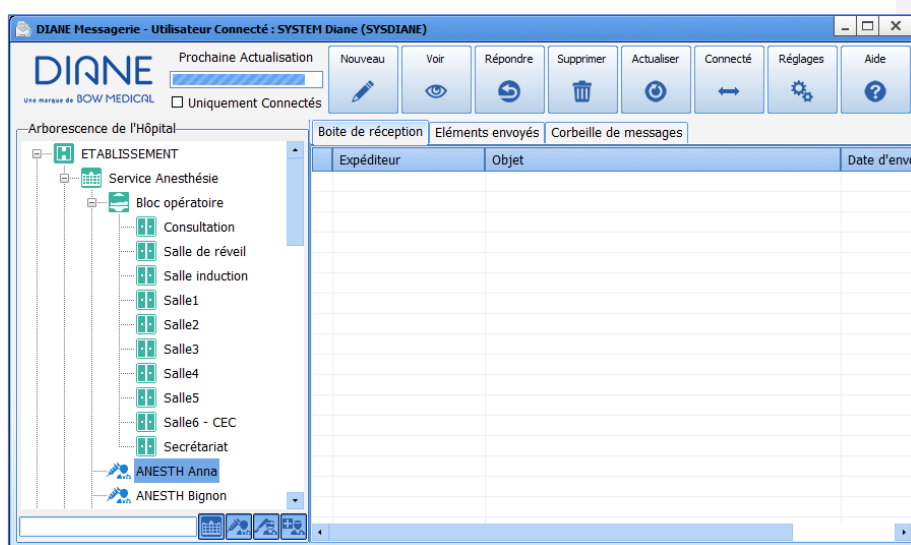 DIANE Messagerie - Utilisateur Connecté : SYSTEM Diane (SYSDIANE)
DIANE
Une marque de BOW MEDICAL
Prochaine Actualisation
Uniquement Connectés
Nouveau
Voir
Répondre
Supprimer
Actualiser
Connecté
Réglages
Aide
Arborescence de l'Hôpital
ETABLISSEMENT
Service Anesthésie
Bloc opératoire
Consultation
Salle de réveil
Salle induction
Salle1
Salle2
Salle3
Salle4
Salle5
Salle6 - CEC
Secrétariat
ANESTH Anna
ANESTH Bignon
Boite de réception
Eléments envoyés
Corbeille de messages
Expéditeur
Objet
Date d'envo